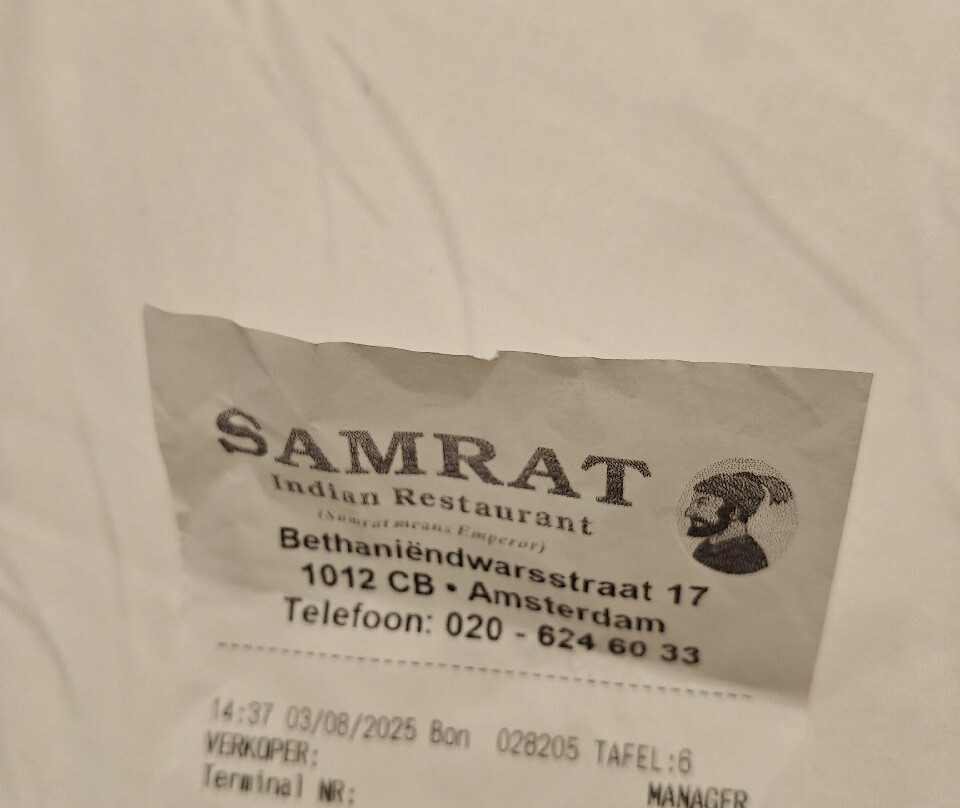 SAMRAT
Indian Restaurant
(Samrat means Emperor)
Bethaniëndwarsstraat 17
1012 CB • Amsterdam
Telefoon: 020 - 624 60 33
14:37 03/08/2025 Bon 028205 TAFEL:6
VERKOPER:
Terminal NR: MANAGER